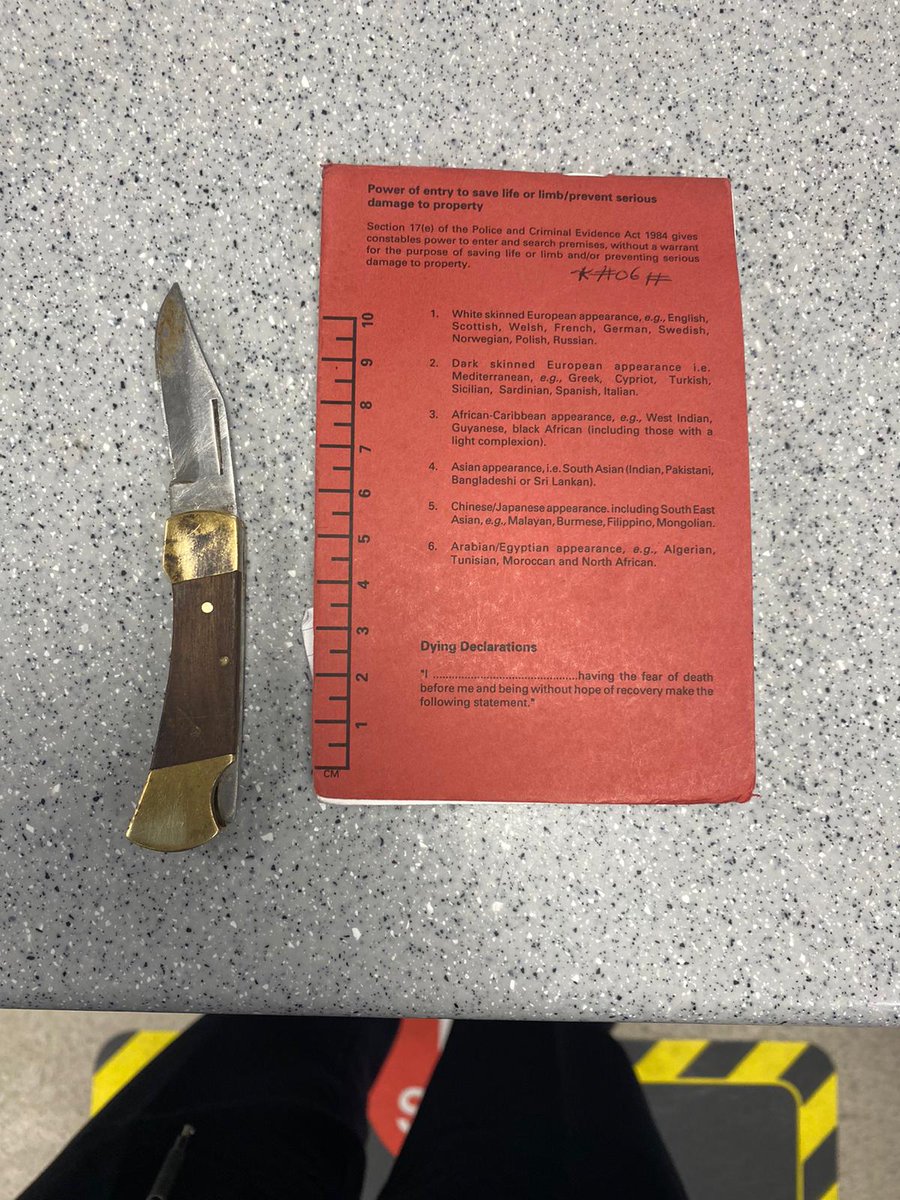 Power of entry to save life or limb/prevent serious
damage to property
Section 17(e) of the Police and Criminal Evidence Act 1984 gives
constables power to enter and search premises, without a warrant
for the purpose of saving life or limb and/or preventing serious
damage to property.
*#06#
1. White skinned European appearance, e.g., English,
Scottish, Welsh, French, German, Swedish,
Norwegian, Polish, Russian.
2. Dark skinned European appearance i.e.
Mediterranean, e.g., Greek, Cypriot, Turkish,
Sicilian, Sardinian, Spanish, Italian.
3. African-Caribbean appearance, e.g., West Indian,
Guyanese, black African (including those with a
light complexion).
4. Asian appearance, i.e. South Asian (Indian, Pakistani,
Bangladeshi or Sri Lankan).
5. Chinese/Japanese appearance. including South East
Asian, e.g., Malayan, Burmese, Filippino, Mongolian.
6. Arabian/Egyptian appearance, e.g., Algerian,
Tunisian, Moroccan and North African.
Dying Declarations
"I ............................................having the fear of death
before me and being without hope of recovery make the
following statement."
10
9
8
7
6
5
4
3
2
1
CM